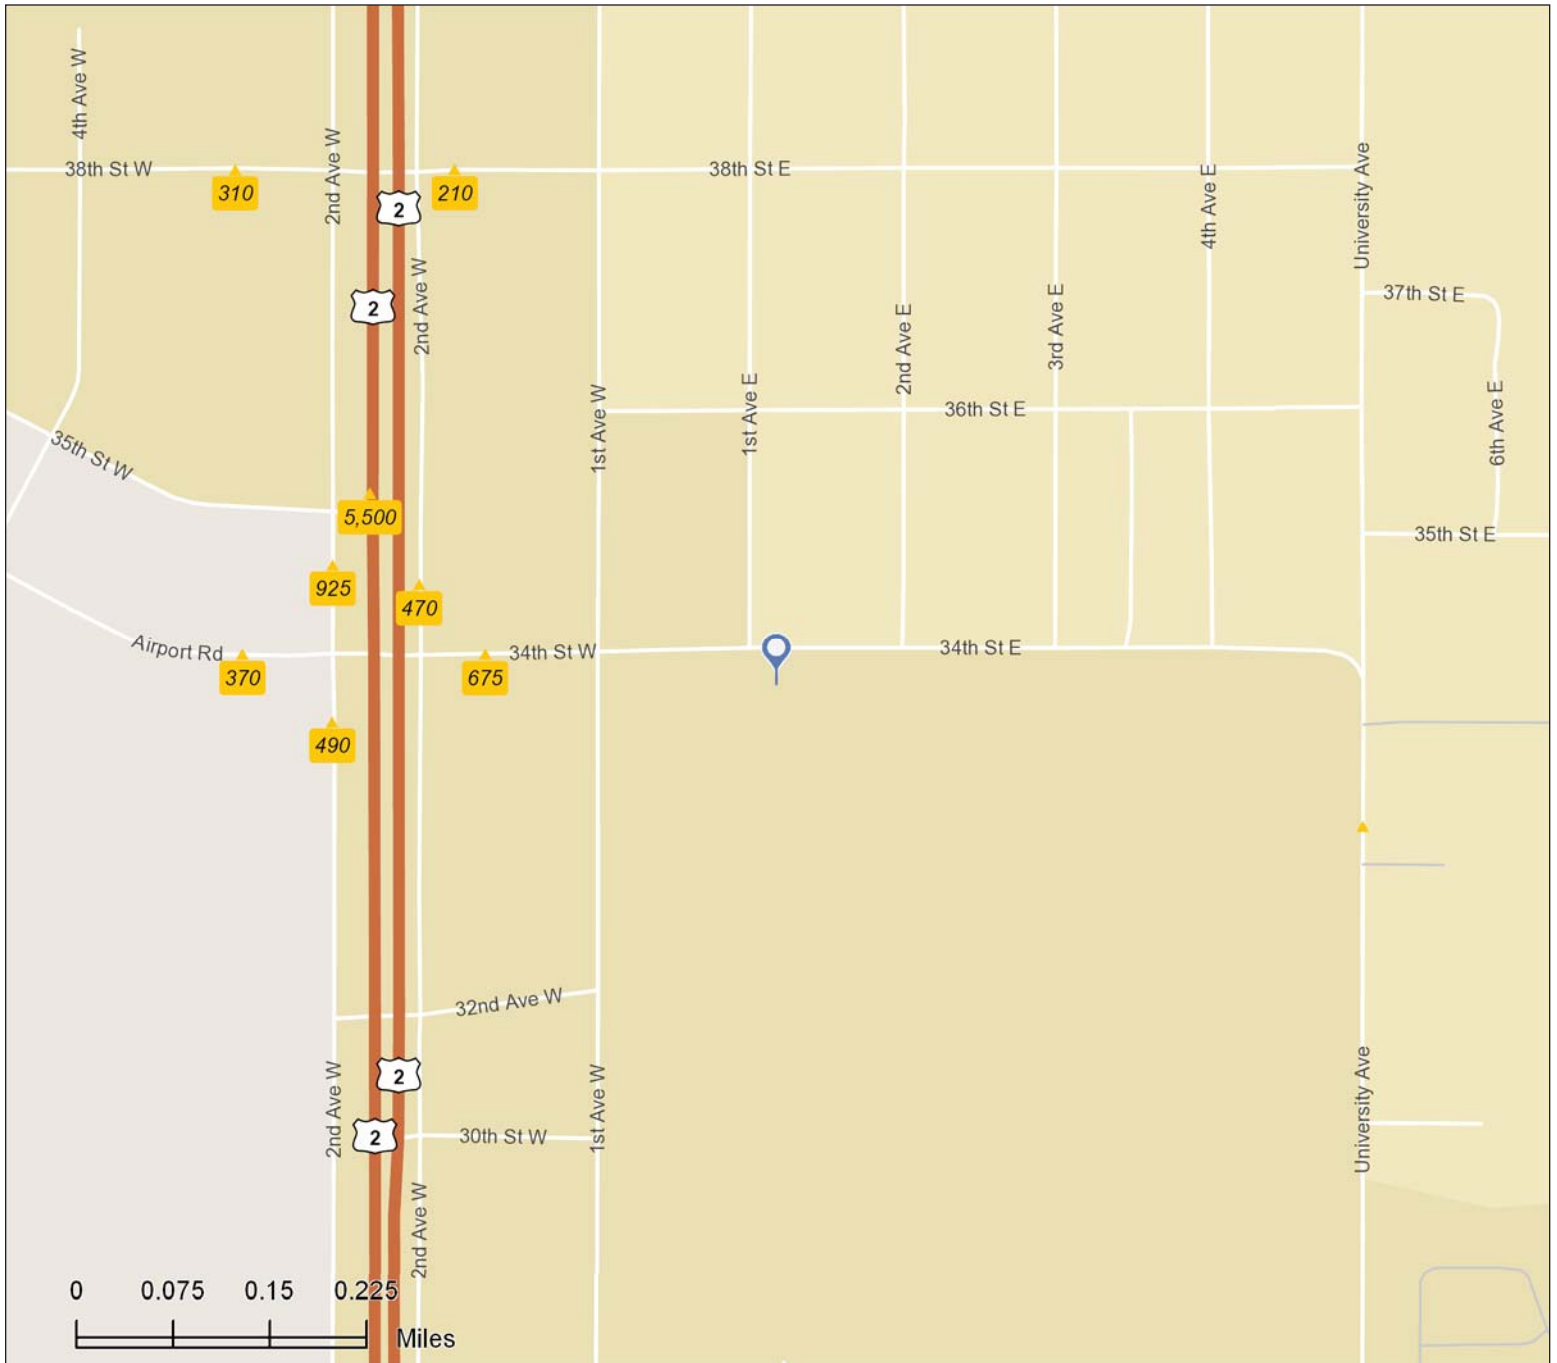 4th Ave W
2nd Ave W
38th St W
310
210
38th St E
2
2nd Ave W
4th Ave E
University Ave
2
37th St E
2nd Ave E
3rd Ave E
1st Ave W
1st Ave E
36th St E
6th Ave E
35th St W
5,500
35th St E
925
470
Airport Rd
34th St W
34th St E
370
675
490
32nd Ave W
2
2nd Ave W
1st Ave W
University Ave
2
30th St W
2nd Ave W
0 0.075 0.15 0.225
Miles